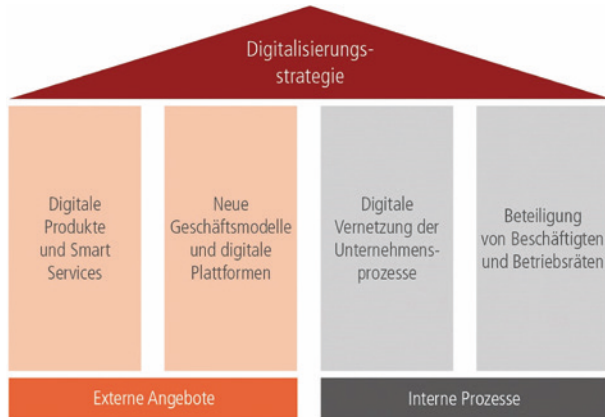 Digitalisierungs-
strategie
Digitale
Produkte
und Smart
Services
Neue
Geschäftsmodelle
und digitale
Plattformen
Digitale
Vernetzung der
Unternehmens-
prozesse
Beteiligung
von Beschäftigten
und Betriebsräten
Externe Angebote
Interne Prozesse